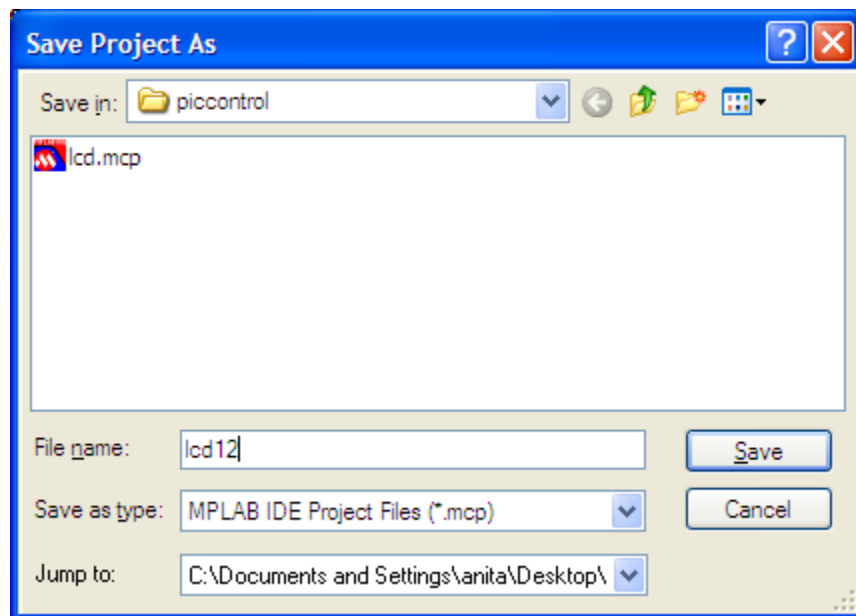 Save Project As
Save in: piccontrol
lcd.mcp
File name: lcd12 Save
Save as type: MPLAB IDE Project Files (*.mcp) Cancel
Jump to: C:\Documents and Settings\anita\Desktop\